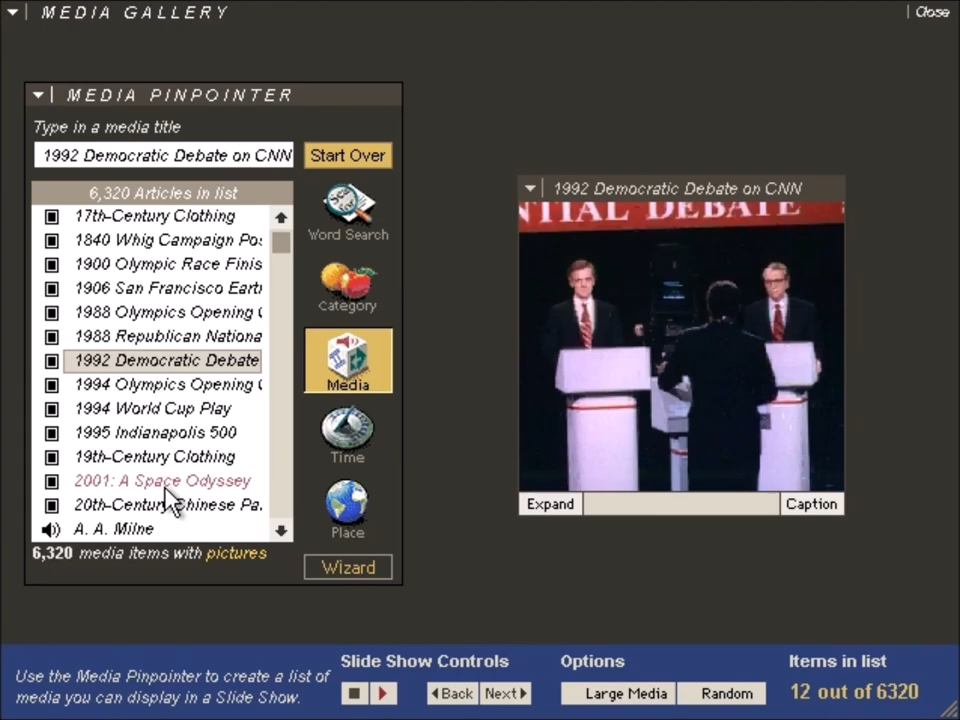 MEDIA GALLERY
Close
MEDIA PINPOINTER
Type in a media title
1992 Democratic Debate on CNN
Start Over
6,320 Articles in list
17th-Century Clothing
1840 Whig Campaign Po
1900 Olympic Race Finis
1906 San Francisco Eart
1988 Olympics Opening
1988 Republican Nationa
1992 Democratic Debate
1994 Olympics Opening
1994 World Cup Play
1995 Indianapolis 500
19th-Century Clothing
2001: A Space Odyssey
20th-Century Chinese Pa
A. A. Milne
6,320 media items with pictures
Word Search
Category
Media
Time
Place
Wizard
1992 Democratic Debate on CNN
NTIAL DEBATE
Expand
Caption
Use the Media Pinpointer to create a list of
media you can display in a Slide Show.
Slide Show Controls
Back
Next
Options
Large Media
Random
Items in list
12 out of 6320